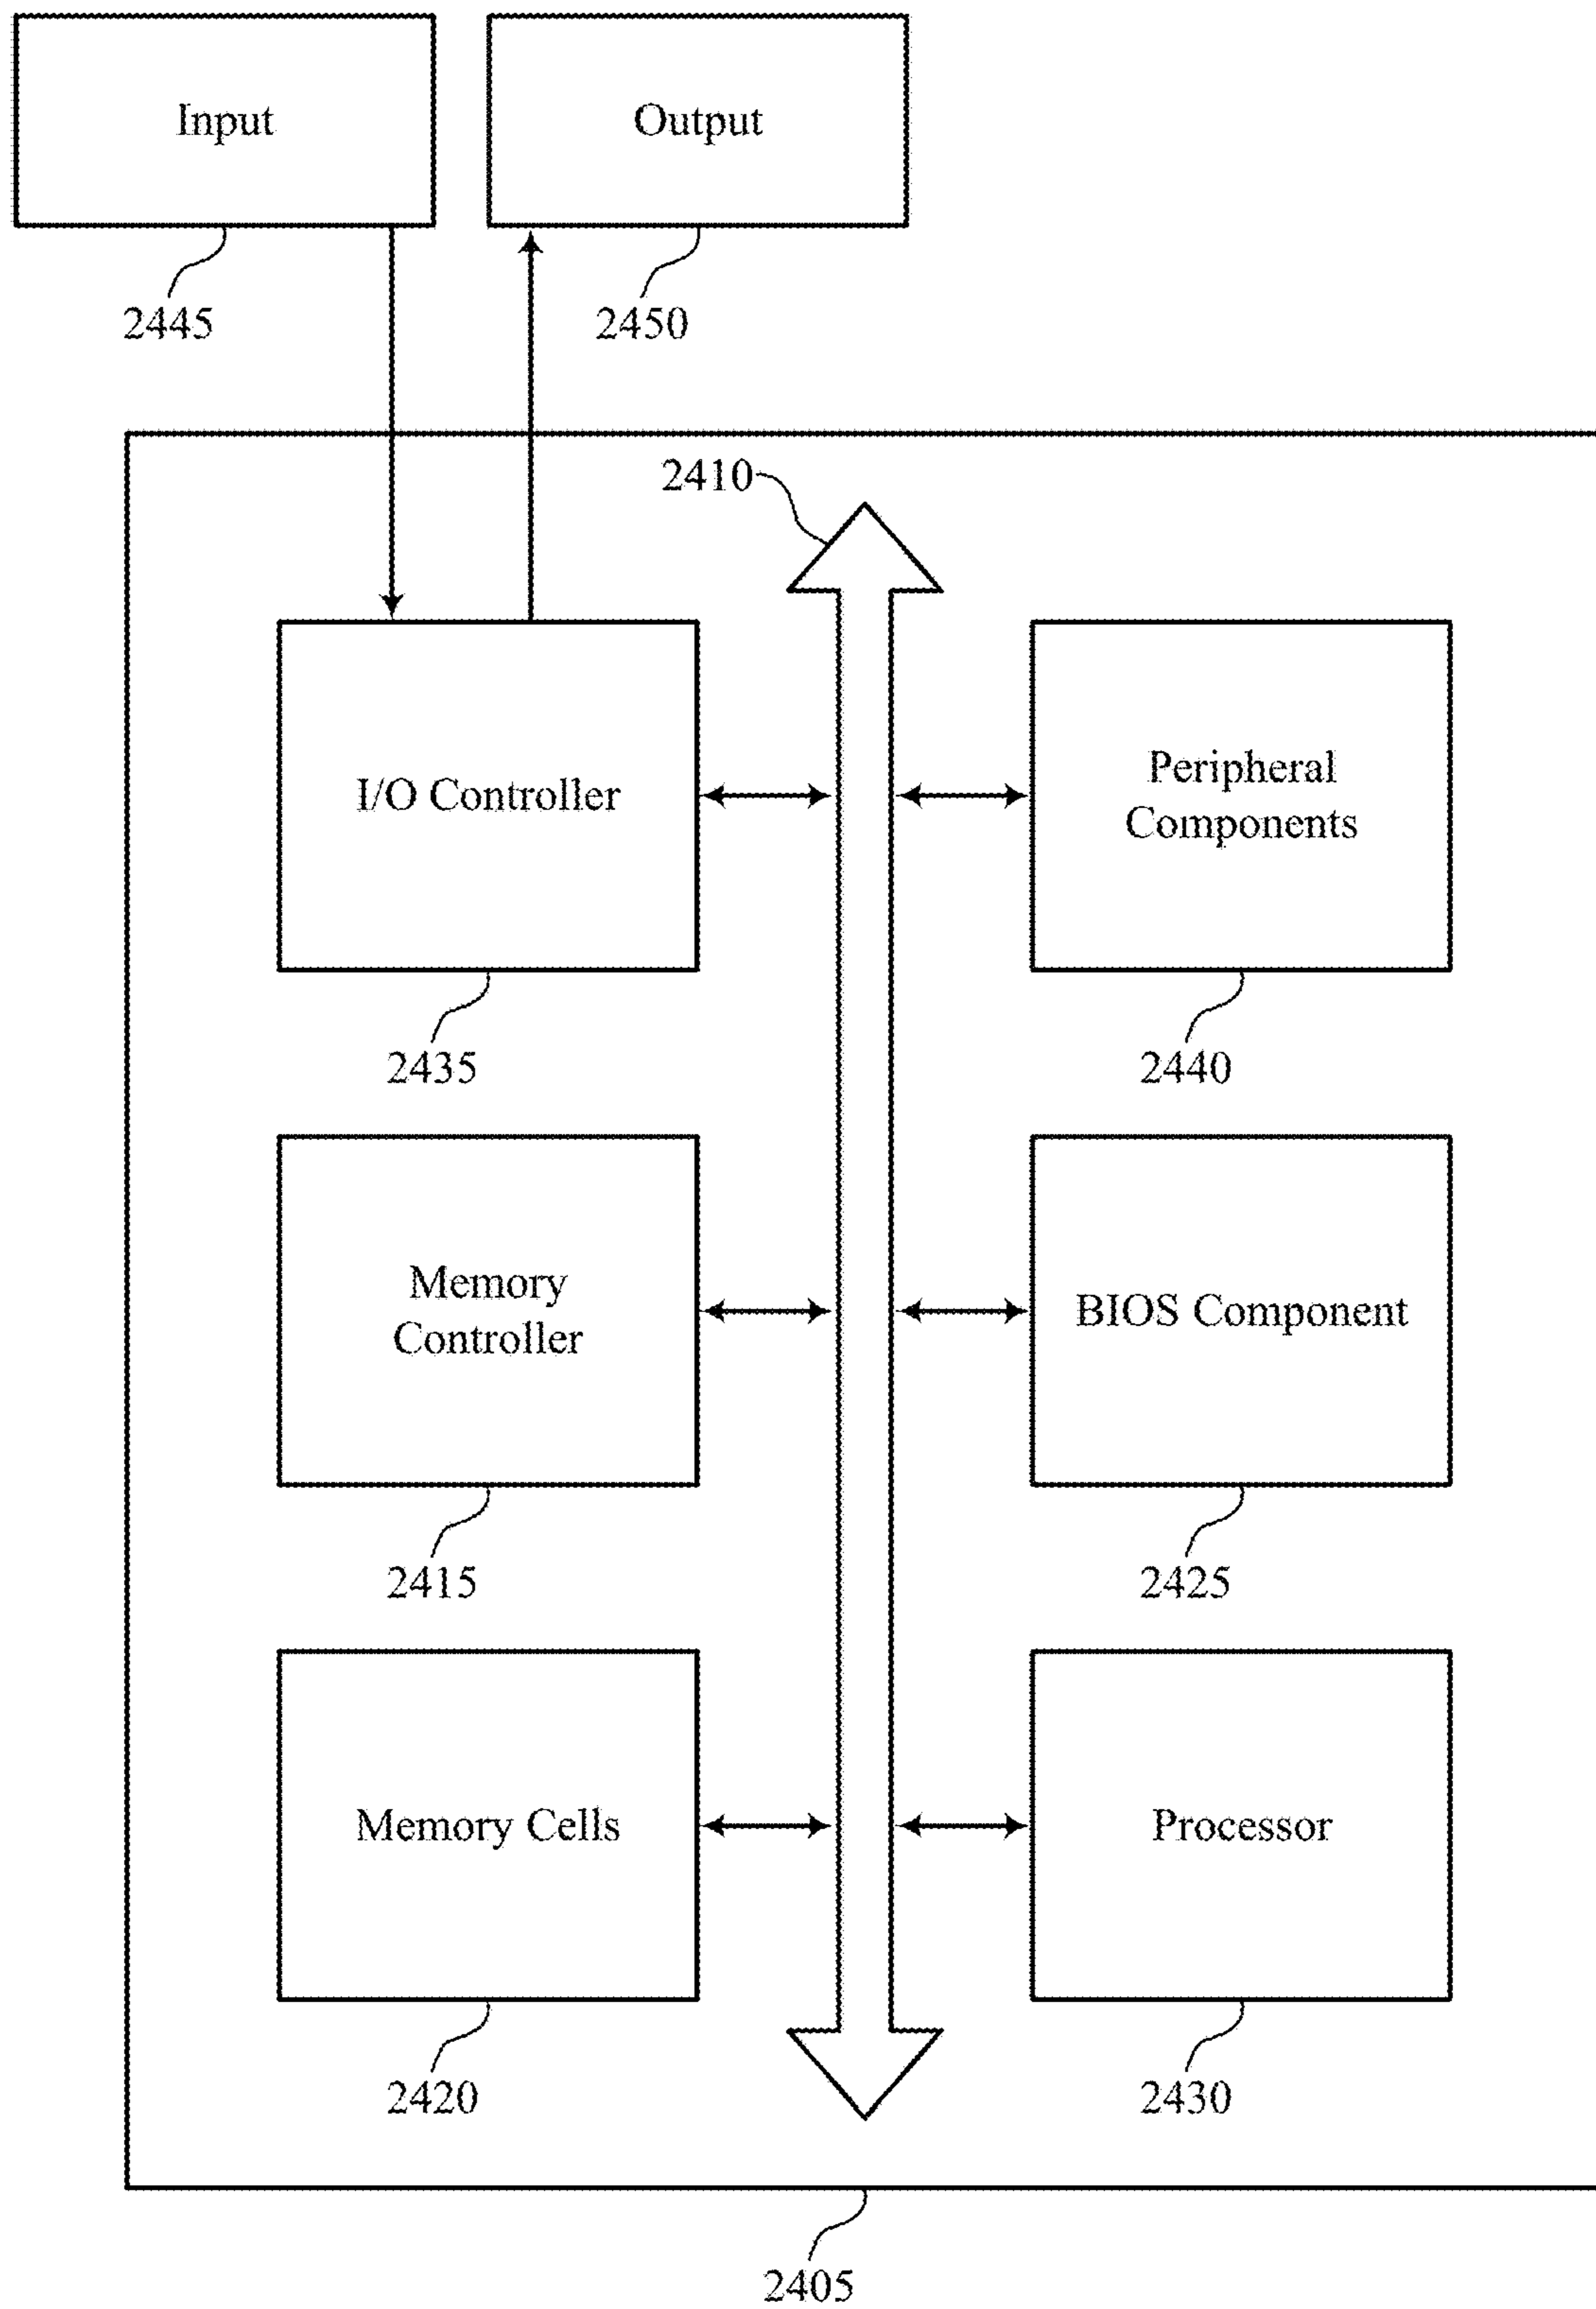 Input
Output
2445
2450
2410
I/O Controller
Peripheral
Components
2435
2440
Memory
Controller
BIOS Component
2415
2425
Memory Cells
Processor
2420
2430
2405